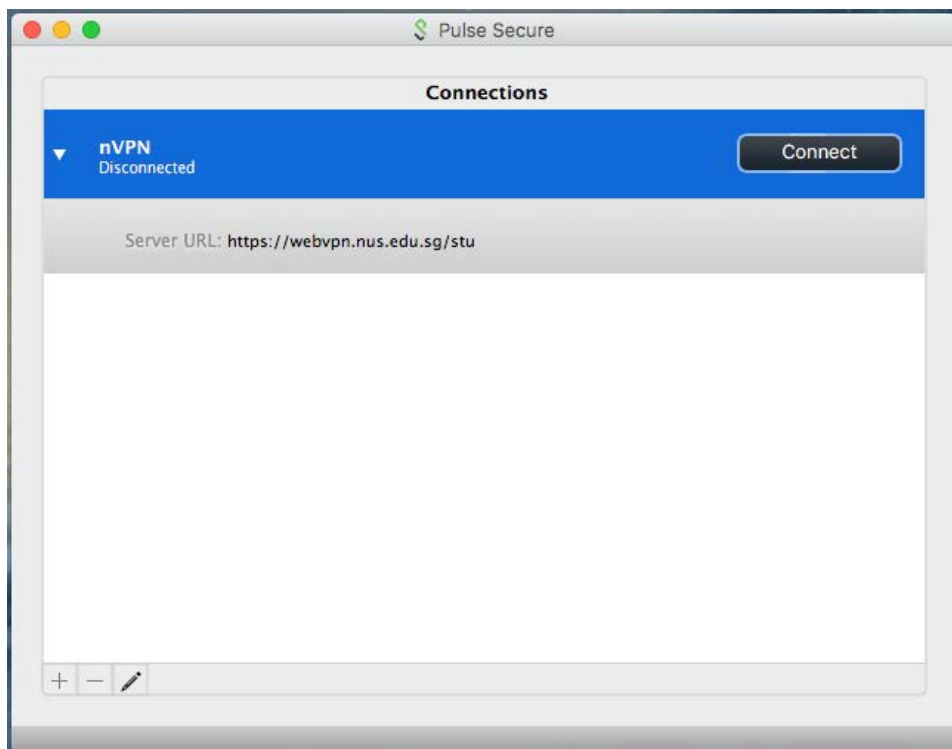 Pulse Secure
Connections
nVPN
Disconnected
Connect
Server URL: https://webvpn.nus.edu.sg/stu